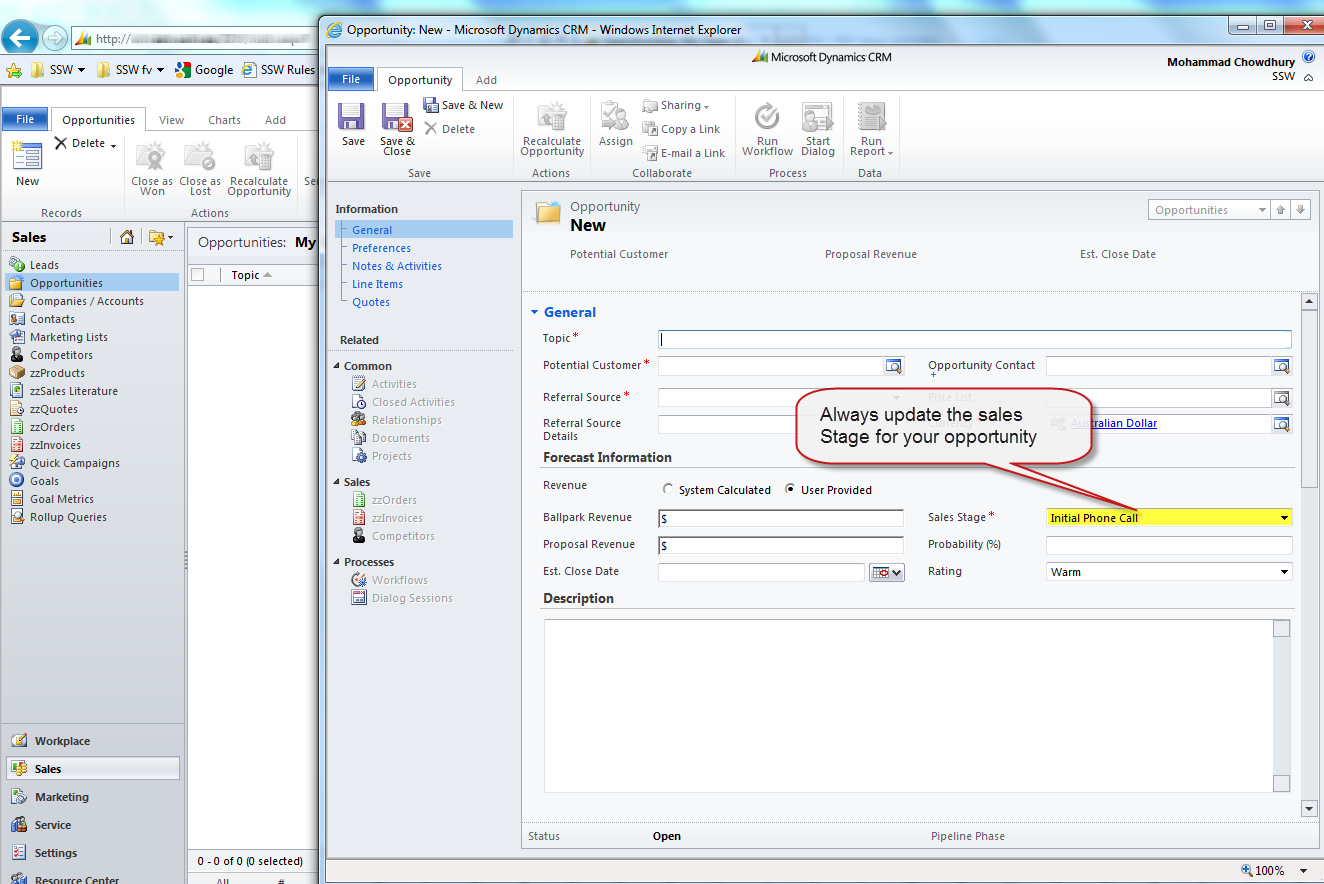 Opportunity: New - Microsoft Dynamics CRM - Windows Internet Explorer
http://
SSW
SSW fv
Google
SSW Rules
Microsoft Dynamics CRM
Mohammad Chowdhury
SSW
File
Opportunities
View
Charts
Add
New
Delete
Close as Won
Close as Lost
Recalculate Opportunity
Records
Actions
File
Opportunity
Add
Save
Save & Close
Save & New
Delete
Recalculate Opportunity
Assign
Sharing
Copy a Link
E-mail a Link
Run Workflow
Start Dialog
Run Report
Save
Actions
Collaborate
Process
Data
Sales
Leads
Opportunities
Companies / Accounts
Contacts
Marketing Lists
Competitors
zzProducts
zzSales Literature
zzQuotes
zzOrders
zzInvoices
Quick Campaigns
Goals
Goal Metrics
Rollup Queries
Workplace
Sales
Marketing
Service
Settings
Resource Center
Opportunities: My
Topic
0 - 0 of 0 (0 selected)
All
#
Information
General
Preferences
Notes & Activities
Line Items
Quotes
Related
Common
Activities
Closed Activities
Relationships
Documents
Projects
Sales
zzOrders
zzInvoices
Competitors
Processes
Workflows
Dialog Sessions
Opportunity
New
Opportunities
Potential Customer
Proposal Revenue
Est. Close Date
General
Topic*
Potential Customer*
Opportunity Contact
+
Referral Source*
Price List
Referral Source Details
Currency
Australian Dollar
Always update the sales
Stage for your opportunity
Forecast Information
Revenue
System Calculated
User Provided
Ballpark Revenue
$
Sales Stage*
Initial Phone Call
Proposal Revenue
$
Probability (%)
Est. Close Date
Rating
Warm
Description
Status
Open
Pipeline Phase
100%